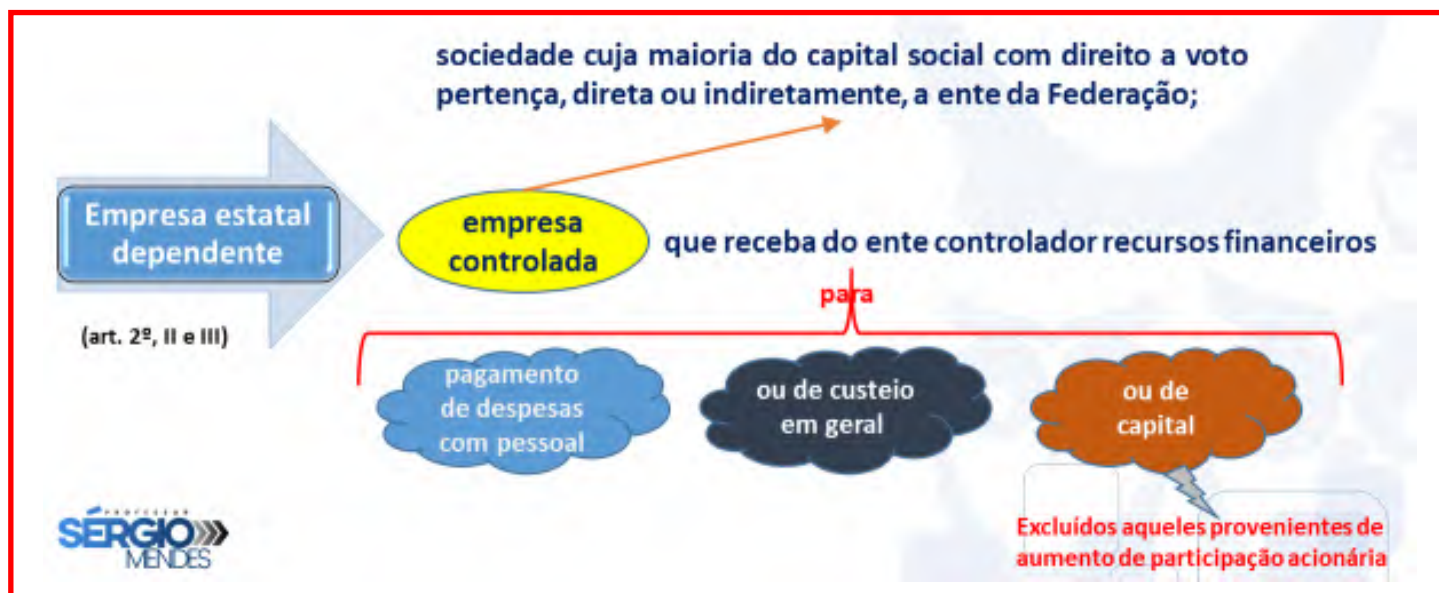 sociedade cuja maioria do capital social com direito a voto
pertença, direta ou indiretamente, a ente da Federação;
Empresa estatal
dependente
empresa
controlada
que receba do ente controlador recursos financeiros
para
(art. 2º, II e III)
pagamento
de despesas
com pessoal
ou de custeio
em geral
ou de
capital
Excluídos aqueles provenientes de
aumento de participação acionária
PROFESSOR
SÉRGIO
MENDES